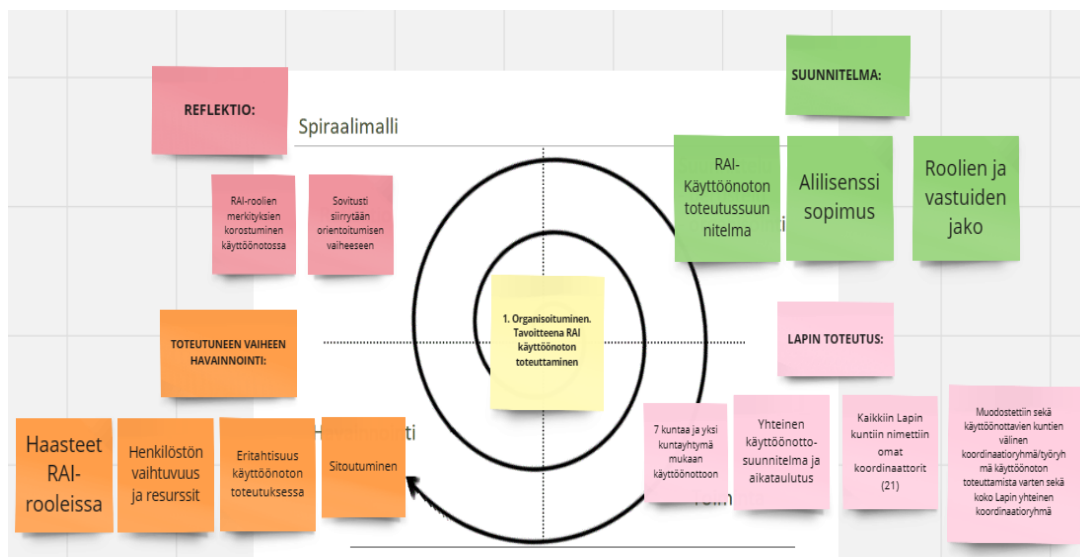 REFLEKTIO:
Spiraalimalli
RAI-roolien
merkityksien
korostuminen
käyttöönotossa
Sovitusti
siirrytään
orientoitumisen
vaiheeseen
SUUNNITELMA:
RAI-
Käyttöönoton
toteutussuun
nitelma
Alilisenssi
sopimus
Roolien ja
vastuiden
jako
1. Organisoituminen.
Tavoitteena RAI
käyttöönoton
toteuttaminen
TOTEUTUNEEN VAIHEEN
HAVAINNOINTI:
Haasteet
RAI-
rooleissa
Henkilöstön
vaihtuvuus
ja resurssit
Eritahtisuus
käyttöönoton
toteutuksessa
Sitoutuminen
LAPIN TOTEUTUS:
7 kuntaa ja yksi
kuntayhtymä
mukaan
käyttöönottoon
Yhteinen
käyttöönotto-
suunnitelma ja
aikataulutus
Kaikkiin Lapin
kuntiin nimettiin
omat
koordinaattorit
(21)
Muodostettiin sekä
käyttöönottavien kuntien
välinen
koordinaatioryhmä/työryh
mä käyttöönoton
toteuttamista varten sekä
koko Lapin yhteinen
koordinaatioryhmä